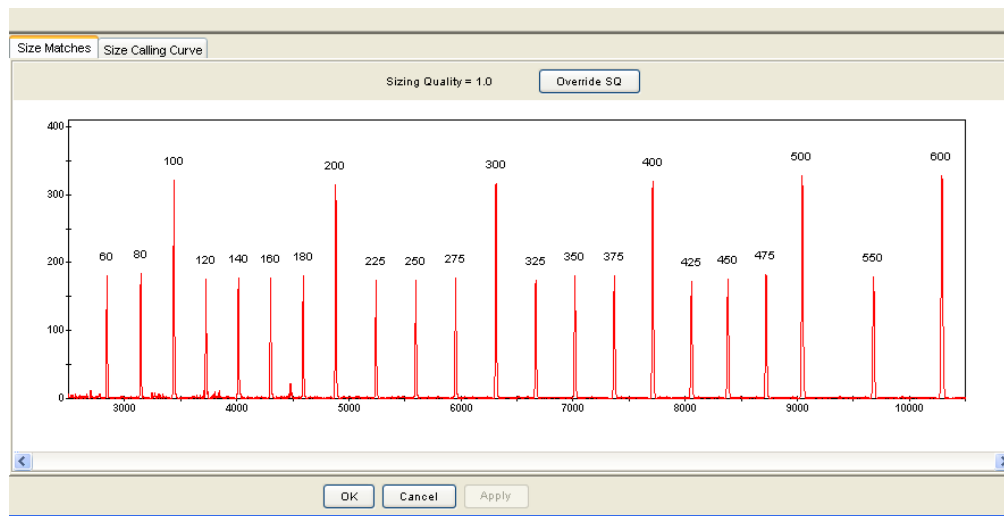 Size Matches Size Calling Curve
Sizing Quality = 1.0 Override SQ
400
100 200 300 400 500 600
300
60 80 120 140 160 180 225 250 275 325 350 375 425 450 475 550
200
100
0
3000 4000 5000 6000 7000 8000 9000 10000
OK Cancel Apply